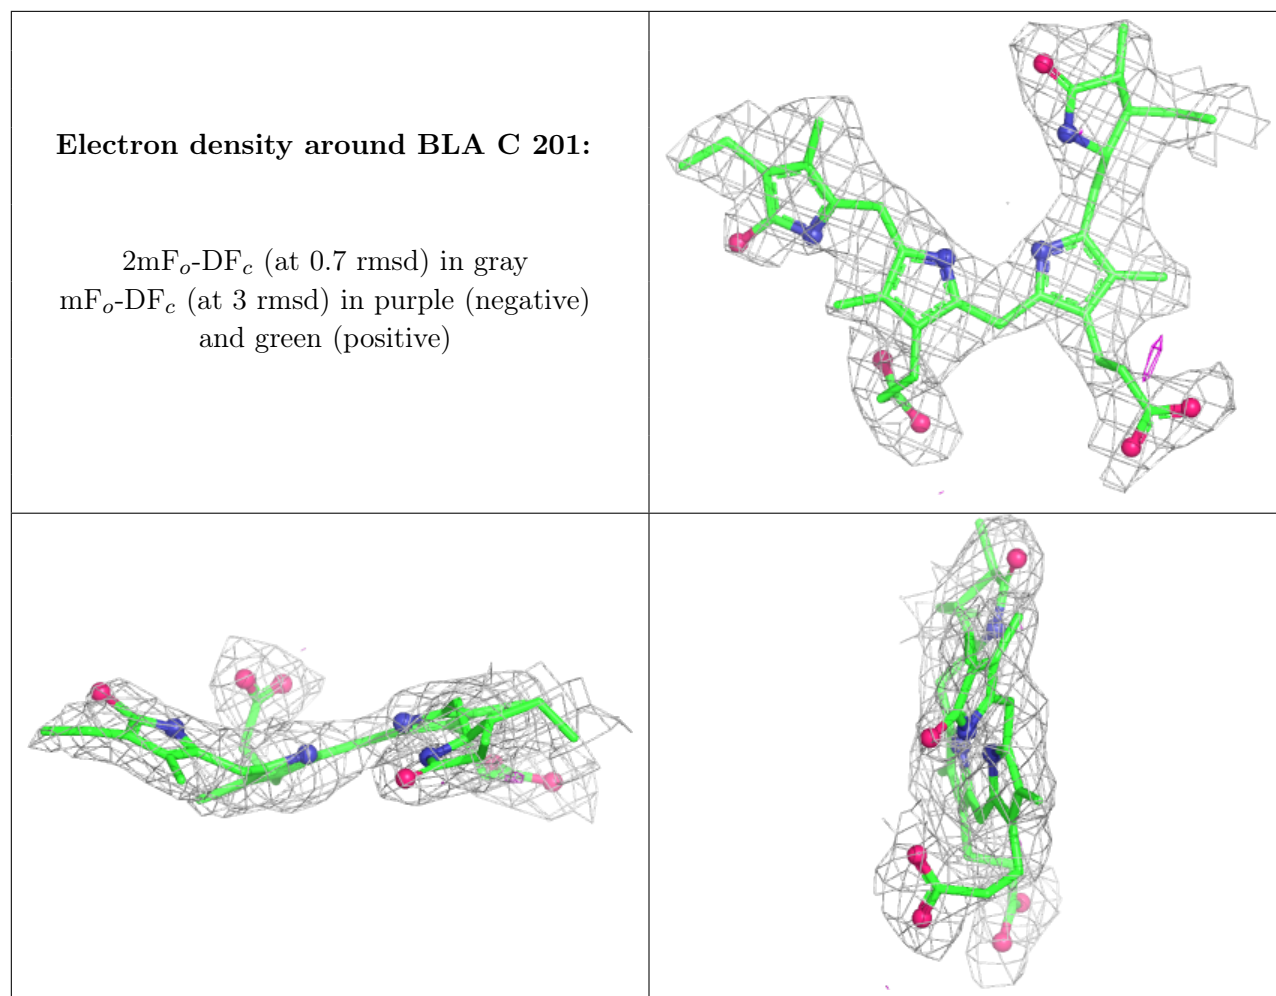 Electron density around BLA C 201:
2mFₒ-DF𝒸 (at 0.7 rmsd) in gray
mFₒ-DF𝒸 (at 3 rmsd) in purple (negative)
and green (positive)